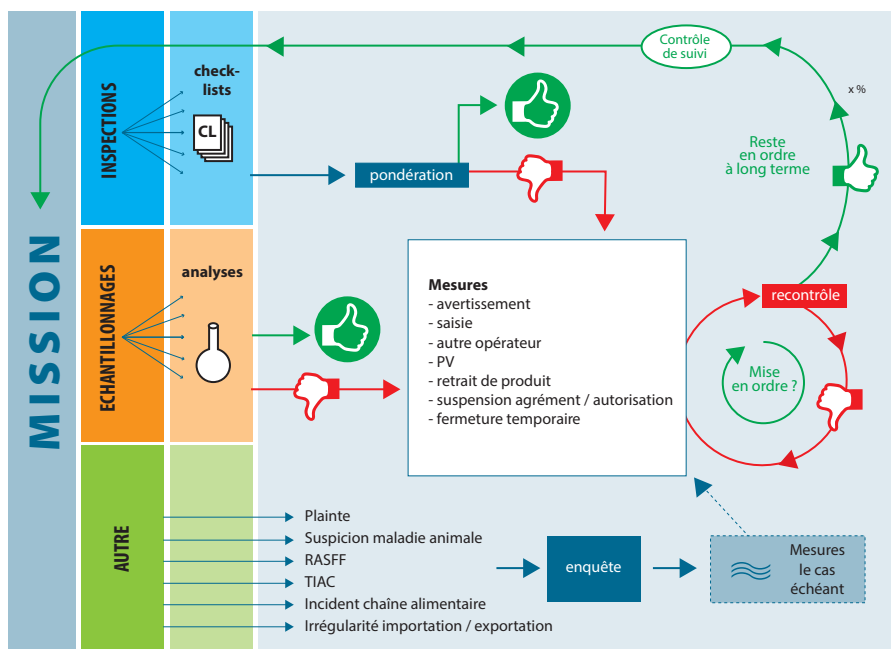 MISSION
INSPECTIONS
check-
lists
CL
pondération
Contrôle
de suivi
x %
Reste
en ordre
à long terme
ECHANTILLONNAGES
analyses
Mesures
- avertissement
- saisie
- autre opérateur
- PV
- retrait de produit
- suspension agrément / autorisation
- fermeture temporaire
recontrôle
Mise
en ordre ?
AUTRE
Plainte
Suspicion maladie animale
RASFF
TIAC
Incident chaîne alimentaire
Irrégularité importation / exportation
enquête
Mesures
le cas
échéant